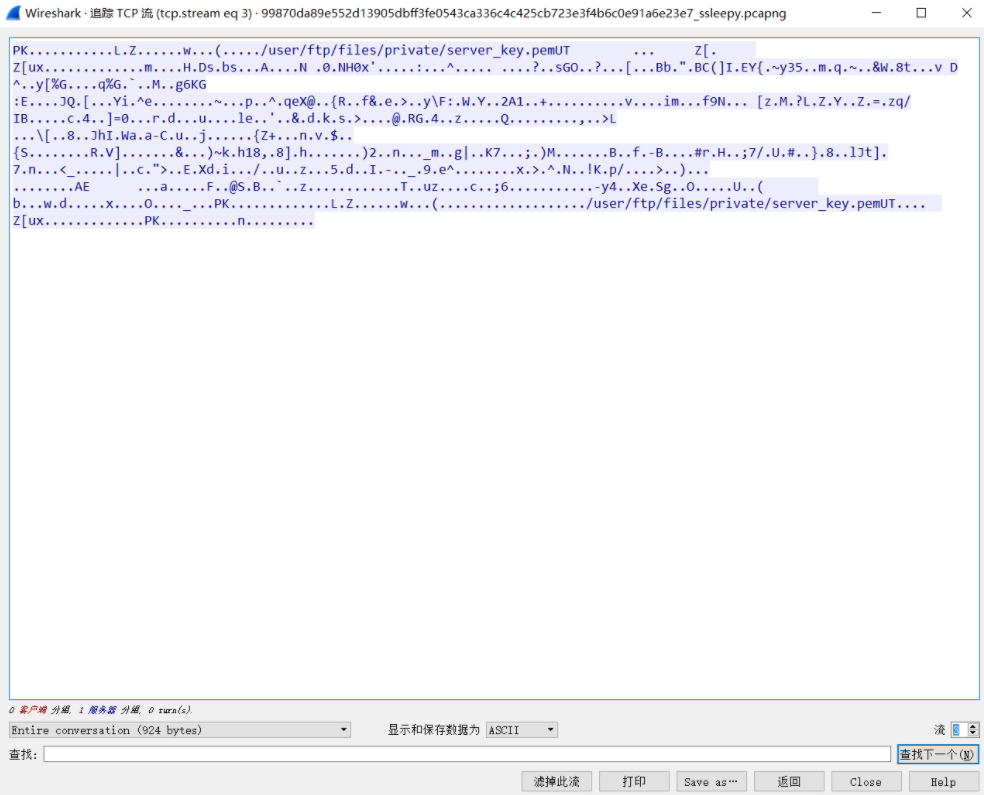 Wireshark · 追踪 TCP 流 (tcp.stream eq 3) · 99870da89e552d13905dbff3fe0543ca336c4c425cb723e3f4b6c0e91a6e23e7_ssleepy.pcapng
PK...........L.Z......w...(...../user/ftp/files/private/server_key.pemUT ... Z[.
Z[ux.............m....H.Ds.bs...A....N .0.NH0x'.....:...^..... ....?..sGO..?...[...Bb.".BC(]I.EY{.~y35..m.q.~..&W.8t...v D
^..y[%G....q%G.`..M..g6KG
:E....JQ.[...Yi.^e........~...p..^.qeX@..{R..f&.e.>..y\F:.W.Y..2A1..+..........v....im...f9N... [z.M.?L.Z.Y..Z.=.zq/
IB.....c.4..]=0...r.d...u....le..'..&.d.k.s.>....@.RG.4..z.....Q.........,..>L
...\[..8..JhI.Wa.a-C.u..j......{Z+...n.v.$..
{S........R.V].......&...)~k.h18,.8].h.......)2..n..._m..g|..K7...;.)M.......B..f.-B....#r.H..;7/.U.#..}.8..lJt].
7.n...<_.....|..c.">..E.Xd.i.../..u..z...5.d..I.-.._.9.e^........x.>.^.N..!K.p/....>..)...
........AE ...a.....F..@S.B..`..z............T..uz....c..;6...........-y4..Xe.Sg..O.....U..(
b...w.d.....x....O...._...PK.............L.Z......w...(.................../user/ftp/files/private/server_key.pemUT....
Z[ux.............PK..........n.........
0 客户端 分组, 1 服务器 分组, 0 turn(s).
Entire conversation (924 bytes) 显示和保存数据为 ASCII 流 3
查找: 查找下一个(N)
滤掉此流 打印 Save as… 返回 Close Help